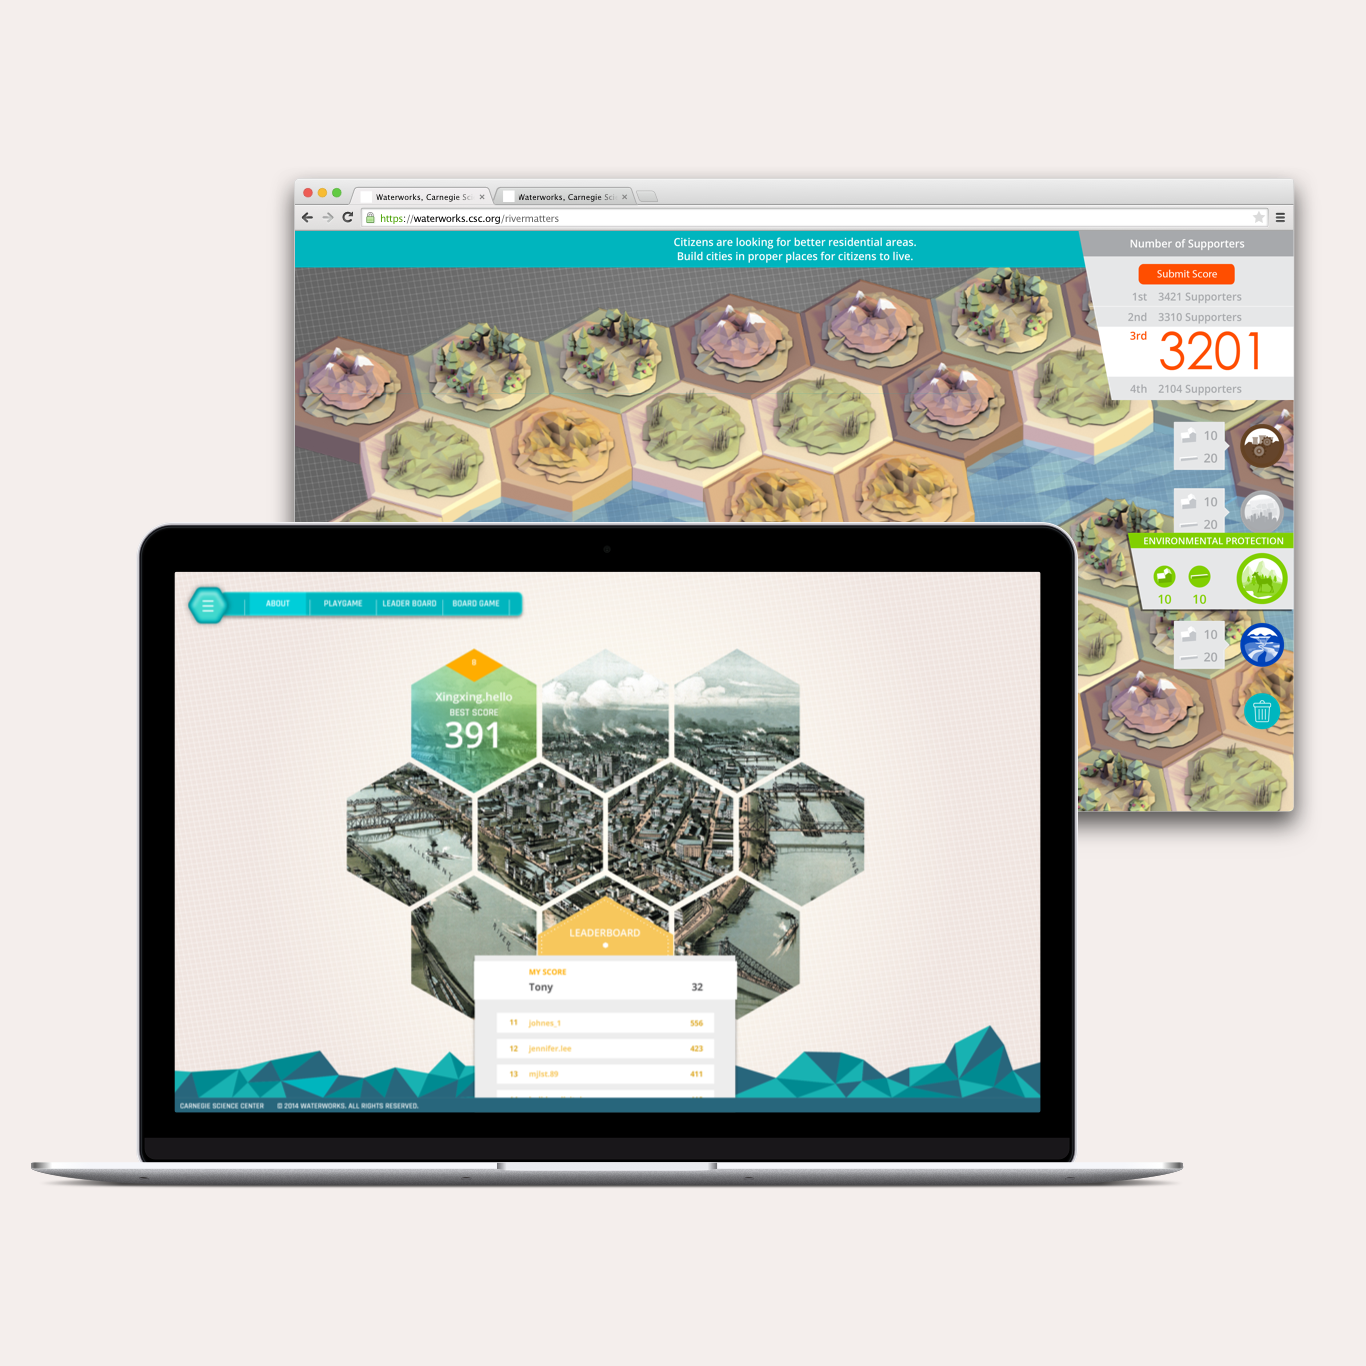 Waterworks, Carnegie Sci
Waterworks, Carnegie Sci
https://waterworks.csc.org/rivermatters
Citizens are looking for better residential areas.
Build cities in proper places for citizens to live.
Number of Supporters
Submit Score
1st 3421 Supporters
2nd 3310 Supporters
3rd 3201
4th 2104 Supporters
10
20
10
20
ENVIRONMENTAL PROTECTION
10 10
10
20
ABOUT PLAYGAME LEADER BOARD BOARD GAME
8
Xingxing.hello
BEST SCORE
391
LEADERBOARD
MY SCORE
Tony 32
11 johnes_1 556
12 jennifer.lee 423
13 mjlst.89 411
CARNEGIE SCIENCE CENTER © 2014 WATERWORKS. ALL RIGHTS RESERVED.